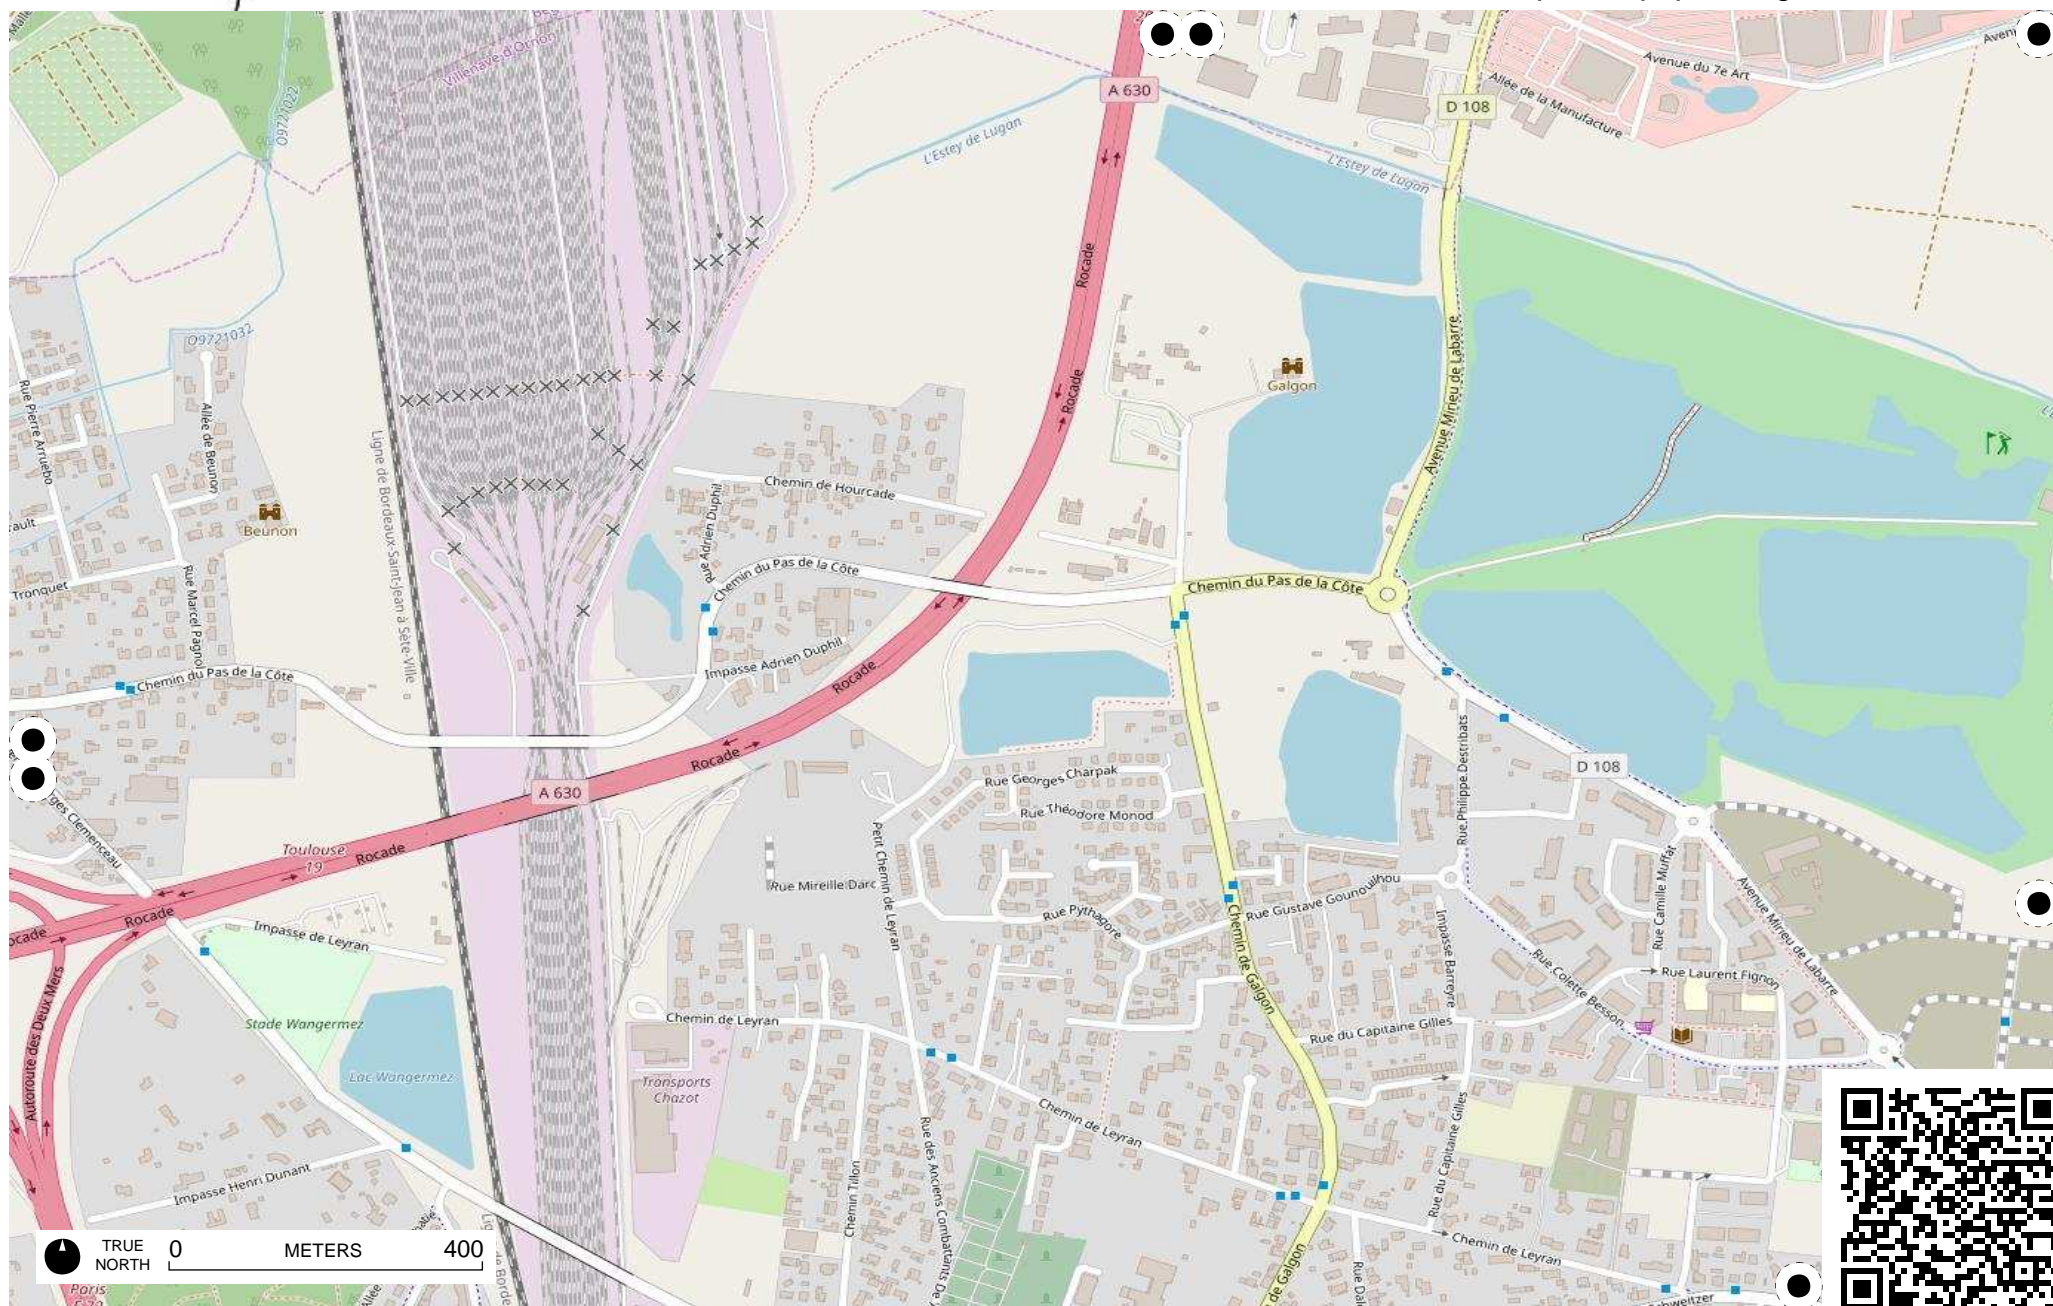 Villenave d'Ornon
A 630
D 108
Avenue du 7e Art
Allée de la Manufacture
O9721022
L'Estey de Lugan
L'Estey de Lugan
Rocade
Avenue Mirieu de Labarre
O9721032
Galgon
Rue Pierre Arruebo
Allée de Beunon
Rocade
Ligne de Bordeaux-Saint-Jean à Sète-Ville
Chemin de Hourcade
Rue Adrien Duphil
Beunon
Tronquet
Rue Marcel Pagnol
Chemin du Pas de la Côte
Chemin du Pas de la Côte
Impasse Adrien Duphil
Chemin du Pas de la Côte
Rocade
Rocade
Rue Philippe Destribats
D 108
A 630
Rue Georges Charpak
Rue Théodore Monod
Toulouse
19
Rocade
Petit Chemin de Leyran
Rue Mireille Darc
Rue Gustave Gounouilhou
Rue Camille Muffat
Avenue Mirieu de Labarre
Rocade
Impasse de Leyran
Rue Pythagore
Chemin de Galgon
Impasse Barreyre
Rue Colette Besson
Rue Laurent Fignon
Autoroute des Deux Mers
Stade Wangermez
Chemin de Leyran
Rue du Capitaine Gilles
Lac Wangermez
Transports
Chazot
Chemin de Leyran
Rue du Capitaine Gilles
Impasse Henri Dunant
Chemin Tillon
Rue des Anciens Combattants
Chemin de Leyran
de Galgon
TRUE
NORTH
0 METERS 400
Paris